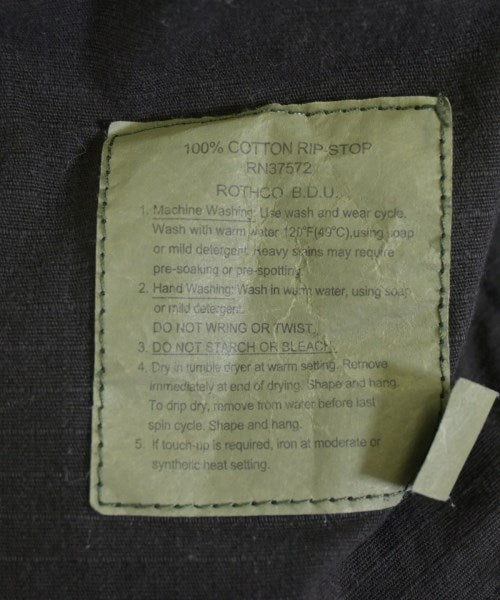 100% COTTON RIP-STOP
RN37572
ROTHCO B.D.U.
1. Machine Washing: Use wash and wear cycle.
Wash with warm water 120°F(49°C),using soap
or mild detergent. Heavy stains may require
pre-soaking or pre-spotting.
2. Hand Washing: Wash in warm water, using soap
or mild detergent.
DO NOT WRING OR TWIST.
3. DO NOT STARCH OR BLEACH.
4. Dry in tumble dryer at warm setting. Remove
immediately at end of drying. Shape and hang.
To drip dry, remove from water before last
spin cycle. Shape and hang.
5. If touch-up is required, iron at moderate or
synthetic heat setting.